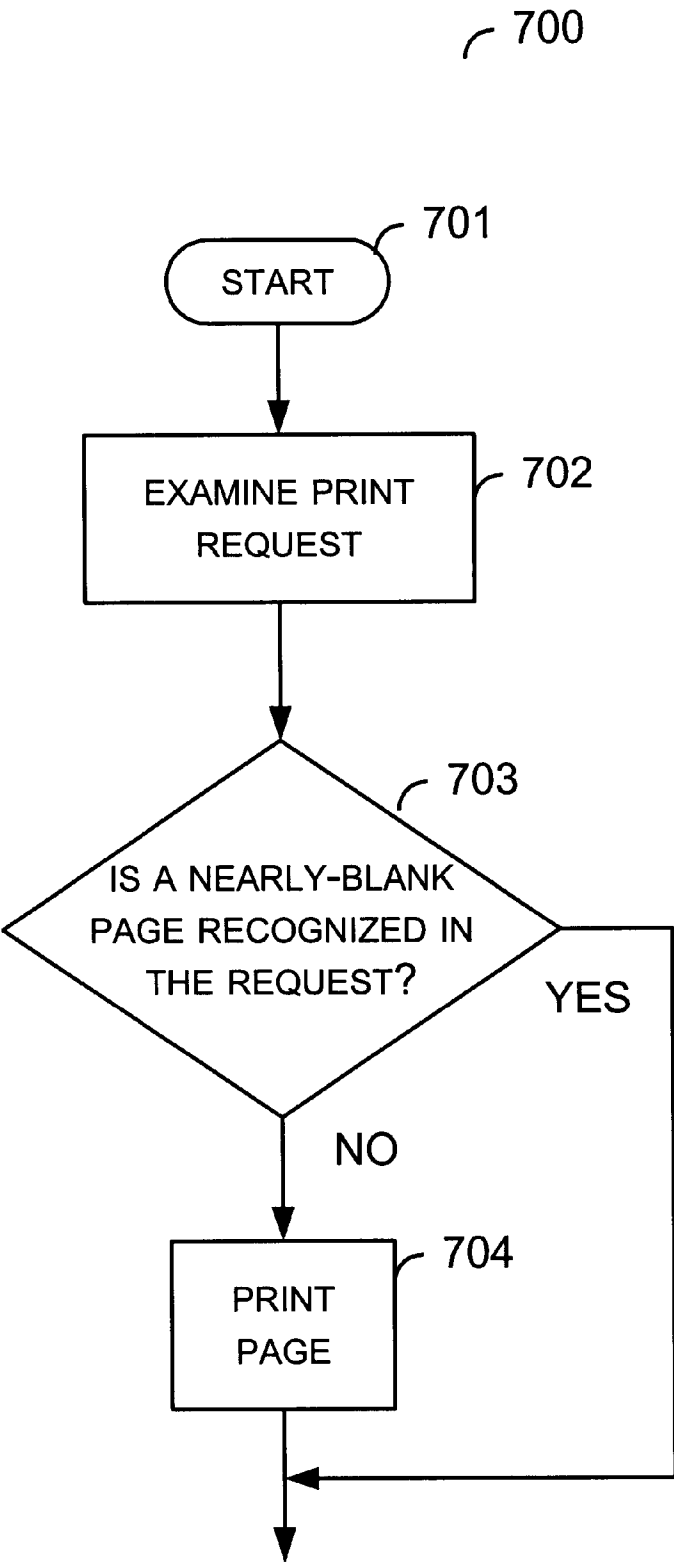 700
701
START
702
EXAMINE PRINT
REQUEST
703
IS A NEARLY-BLANK
PAGE RECOGNIZED IN
THE REQUEST?
YES
NO
704
PRINT
PAGE